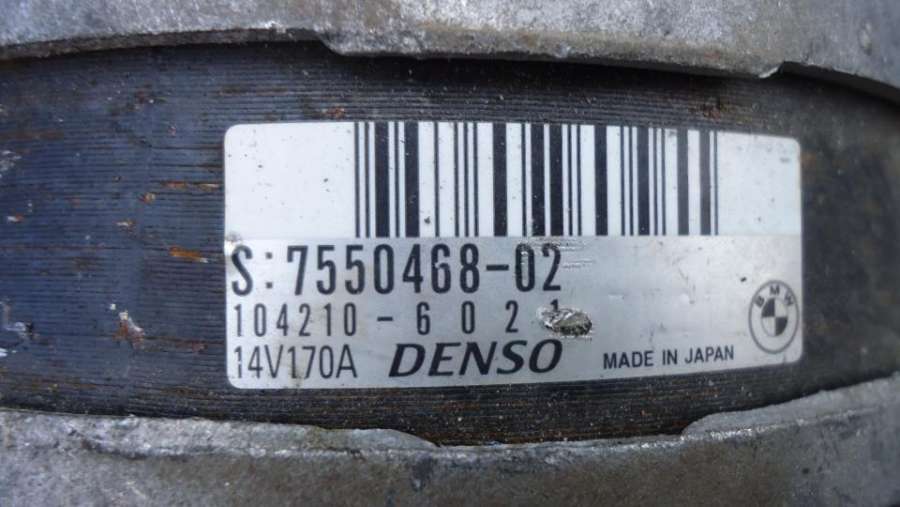 S:7550468-02
104210-6021
14V170A DENSO MADE IN JAPAN
BMW